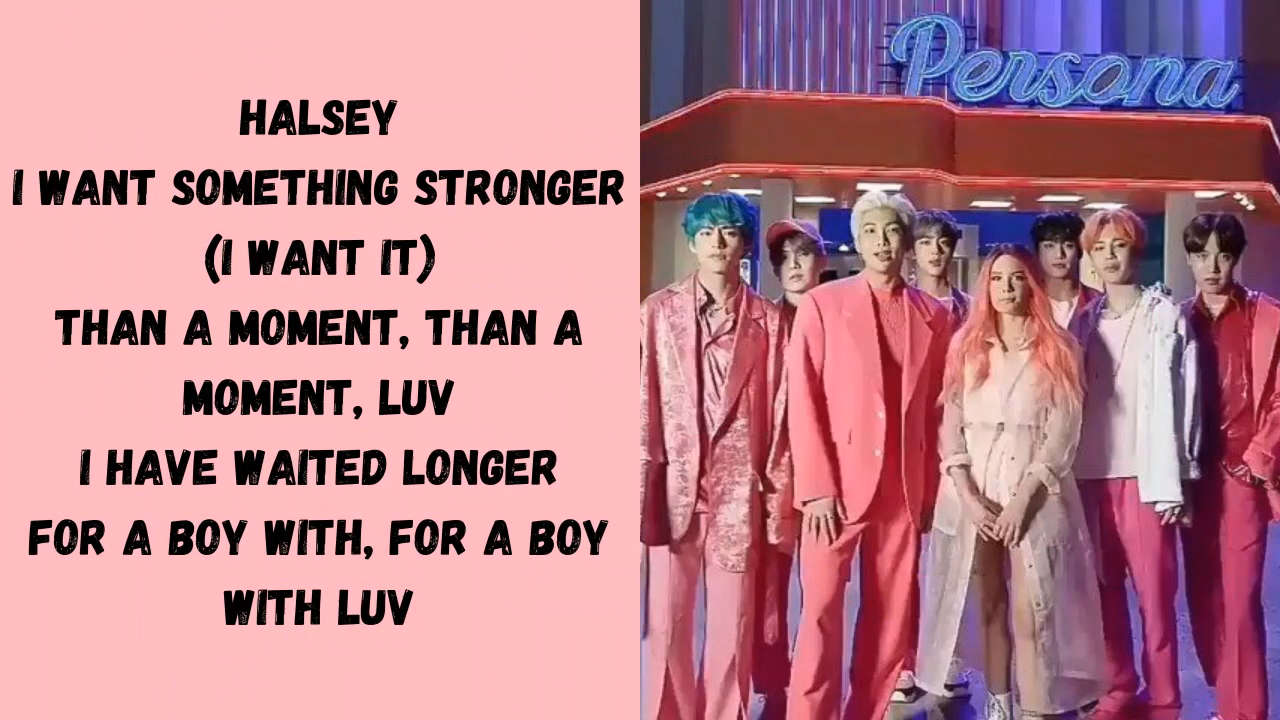 HALSEY
I WANT SOMETHING STRONGER
(I WANT IT)
THAN A MOMENT, THAN A
MOMENT, LUV
I HAVE WAITED LONGER
FOR A BOY WITH, FOR A BOY
WITH LUV
Persona